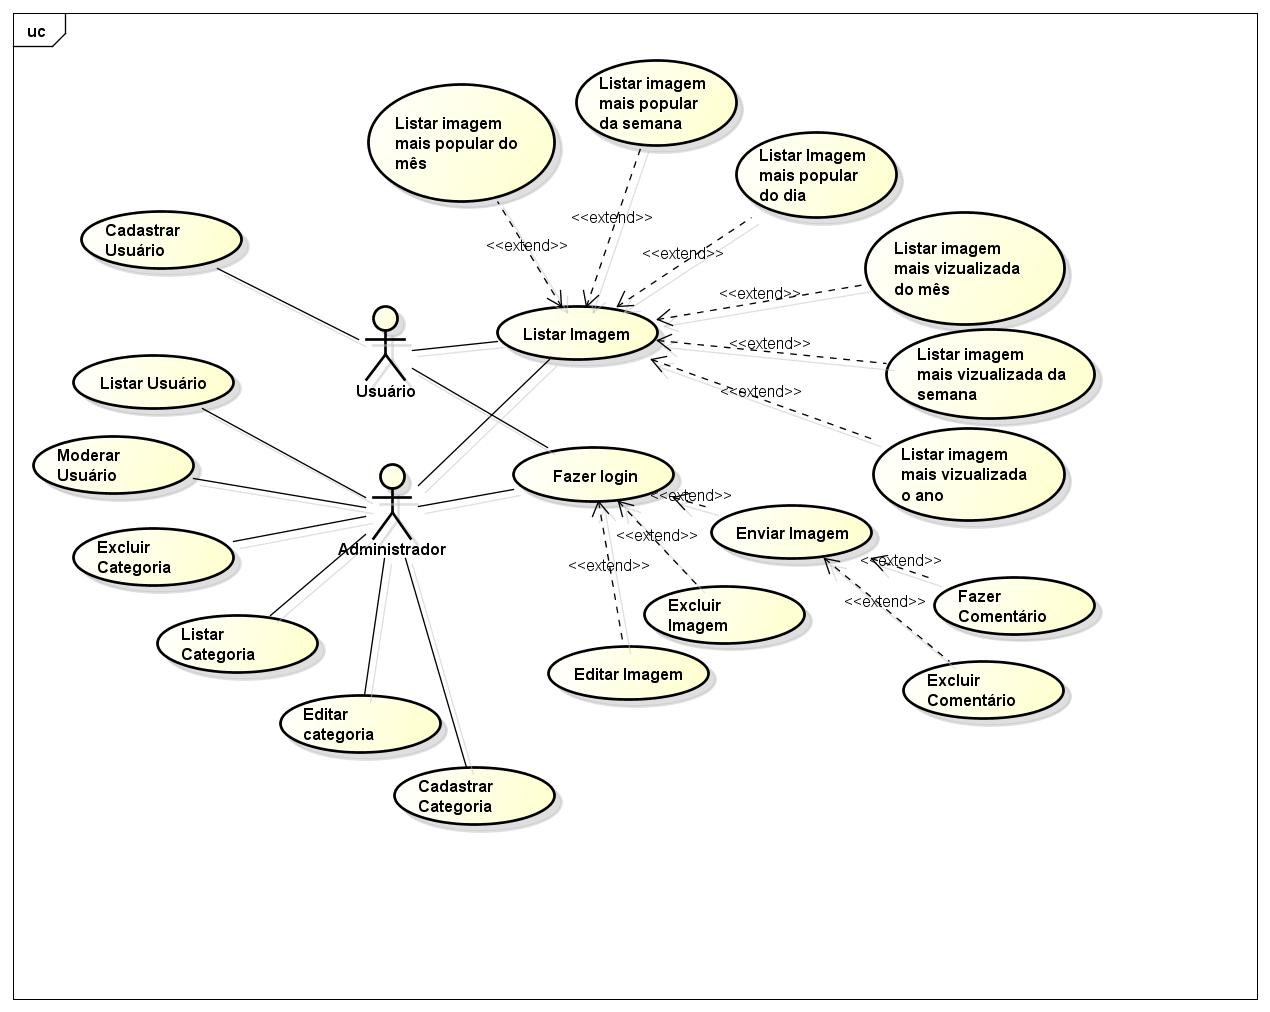 uc
Listar imagem
mais popular
da semana
Listar imagem
mais popular do
mês
Listar Imagem
mais popular
do dia
<<extend>>
<<extend>>
<<extend>>
Cadastrar
Usuário
Listar imagem
mais vizualizada
do mês
<<extend>>
Listar Imagem
<<extend>>
Listar imagem
mais vizualizada da
semana
Usuário
<<extend>>
Listar Usuário
Listar imagem
mais vizualizada
o ano
Moderar
Usuário
Fazer login
<<extend>>
Enviar Imagem
<<extend>>
Administrador
Excluir
Categoria
<<extend>>
<<extend>>
<<extend>>
Fazer
Comentário
Excluir
Imagem
Listar
Categoria
Editar Imagem
Excluir
Comentário
Editar
categoria
Cadastrar
Categoria